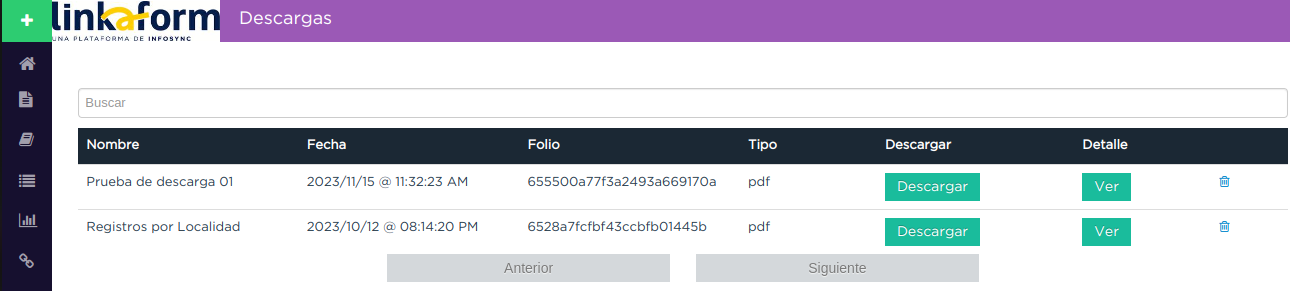 +
linkaform Descargas
UNA PLATAFORMA DE INFOSYNC
Buscar
Nombre Fecha Folio Tipo Descargar Detalle
Prueba de descarga 01 2023/11/15 @ 11:32:23 AM 655500a77f3a2493a669170a pdf Descargar Ver
Registros por Localidad 2023/10/12 @ 08:14:20 PM 6528a7fcfbf43ccbfb01445b pdf Descargar Ver
Anterior Siguiente